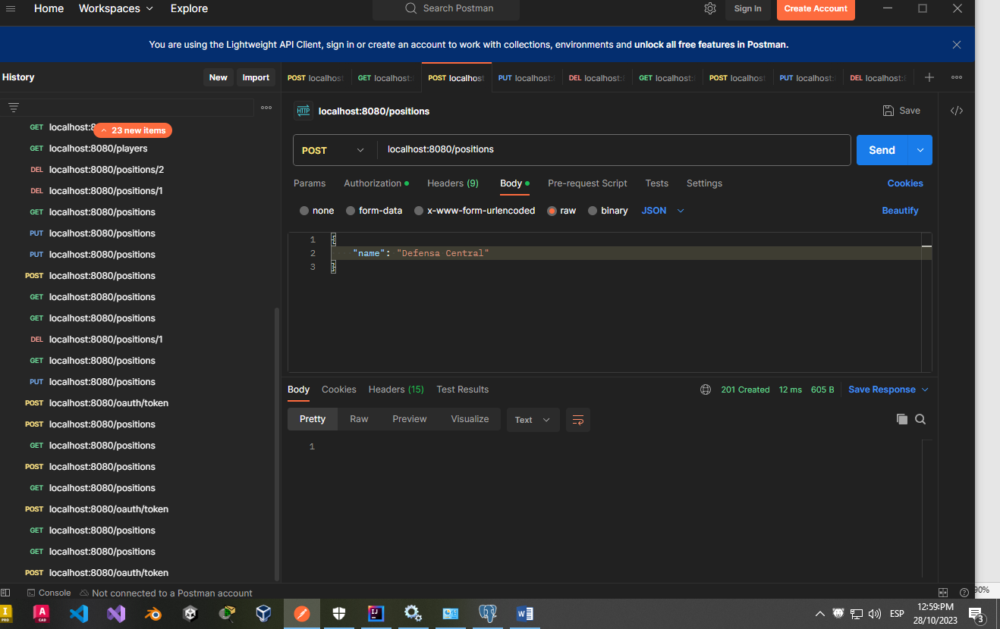 Home Workspaces Explore Search Postman Sign In Create Account
You are using the Lightweight API Client, sign in or create an account to work with collections, environments and unlock all free features in Postman.
History New Import
POST localhost GET localhost: POST localhost PUT localhost: DEL localhost: GET localhost: POST localhost PUT localhost: DEL localhost:
23 new items
GET localhost:8
GET localhost:8080/players
DEL localhost:8080/positions/2
DEL localhost:8080/positions/1
GET localhost:8080/positions
PUT localhost:8080/positions
PUT localhost:8080/positions
POST localhost:8080/positions
GET localhost:8080/positions
GET localhost:8080/positions
DEL localhost:8080/positions/1
GET localhost:8080/positions
PUT localhost:8080/positions
POST localhost:8080/oauth/token
POST localhost:8080/positions
GET localhost:8080/positions
POST localhost:8080/positions
GET localhost:8080/positions
POST localhost:8080/oauth/token
GET localhost:8080/positions
GET localhost:8080/positions
POST localhost:8080/oauth/token
HTTP localhost:8080/positions Save </>
POST localhost:8080/positions Send
Params Authorization Headers (9) Body Pre-request Script Tests Settings Cookies
none form-data x-www-form-urlencoded raw binary JSON Beautify
1 {
2 "name": "Defensa Central"
3 }
Body Cookies Headers (15) Test Results 201 Created 12 ms 605 B Save Response
Pretty Raw Preview Visualize Text
1
Console Not connected to a Postman account
90%
I PRO A CAD IJ W ESP 12:59:PM
28/10/2023 3